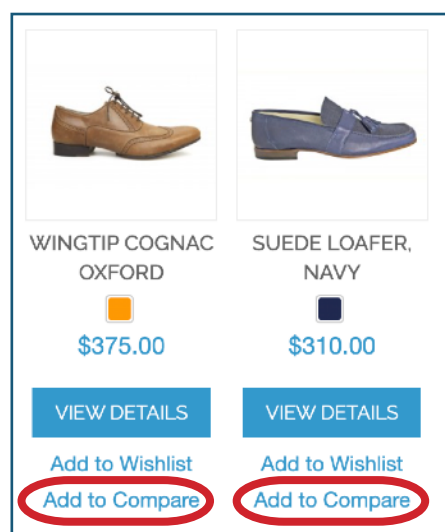 WINGTIP COGNAC
OXFORD
$375.00
VIEW DETAILS
Add to Wishlist
Add to Compare
SUEDE LOAFER,
NAVY
$310.00
VIEW DETAILS
Add to Wishlist
Add to Compare